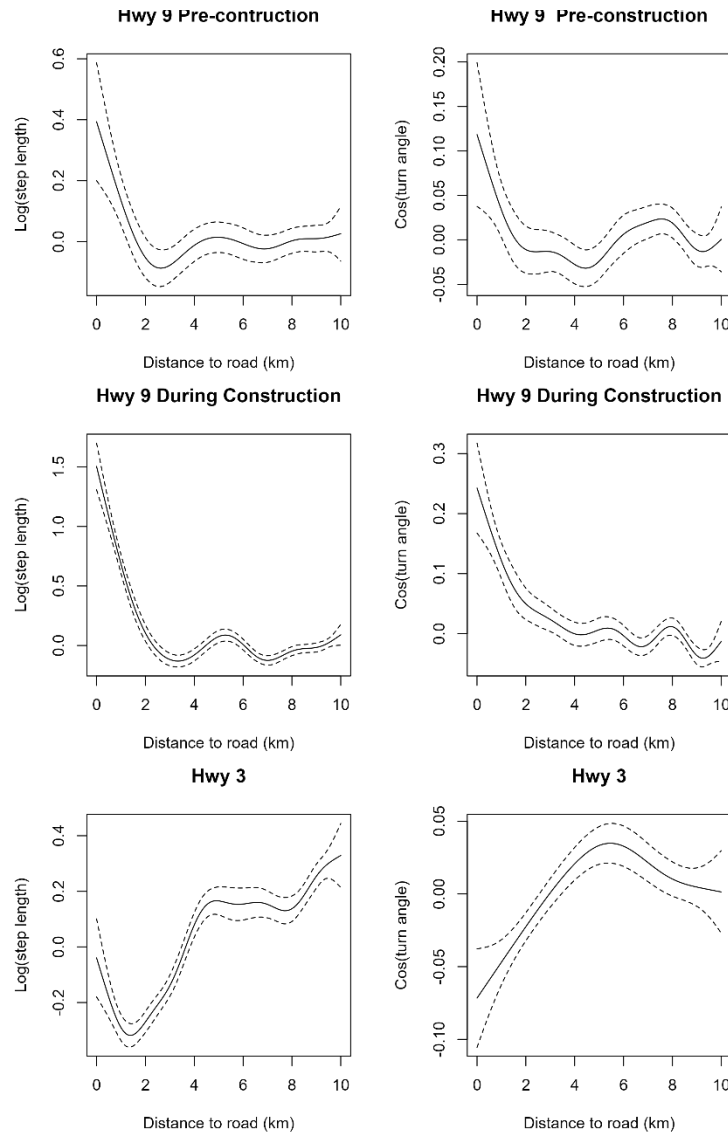 Hwy 9 Pre-contruction
Log(step length)
0.6
0.4
0.2
0.0
0 2 4 6 8 10
Distance to road (km)
Hwy 9 Pre-construction
Cos(turn angle)
0.20
0.15
0.10
0.05
0.00
-0.05
0 2 4 6 8 10
Distance to road (km)
Hwy 9 During Construction
Log(step length)
1.5
1.0
0.5
0.0
0 2 4 6 8 10
Distance to road (km)
Hwy 9 During Construction
Cos(turn angle)
0.3
0.2
0.1
0.0
0 2 4 6 8 10
Distance to road (km)
Hwy 3
Log(step length)
0.4
0.2
0.0
-0.2
0 2 4 6 8 10
Distance to road (km)
Hwy 3
Cos(turn angle)
0.05
0.00
-0.05
-0.10
0 2 4 6 8 10
Distance to road (km)